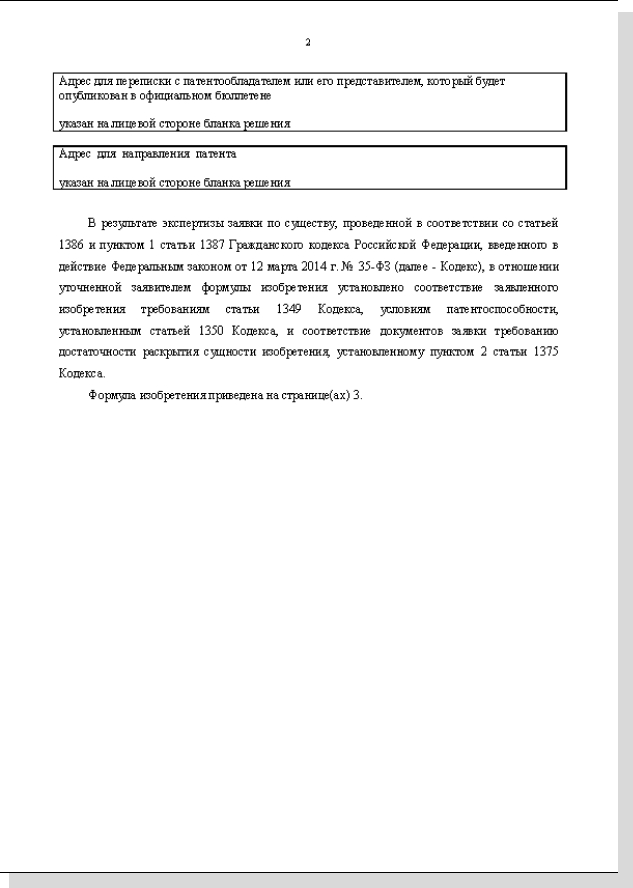 2
Адрес для переписки с патентообладателем или его представителем, который будет
опубликован в официальном бюллетене
указан на лицевой стороне бланка решения
Адрес для направления патента
указан на лицевой стороне бланка решения
В результате экспертизы заявки по существу, проведенной в соответствии со статьей
1386 и пунктом 1 статьи 1387 Гражданского кодекса Российской Федерации, введенного в
действие Федеральным законом от 12 марта 2014 г. № 35-ФЗ (далее - Кодекс), в отношении
уточненной заявителем формулы изобретения установлено соответствие заявленного
изобретения требованиям статьи 1349 Кодекса, условиям патентоспособности,
установленным статьей 1350 Кодекса, и соответствие документов заявки требованию
достаточности раскрытия сущности изобретения, установленному пунктом 2 статьи 1375
Кодекса.
Формула изобретения приведена на странице(ах) 3.